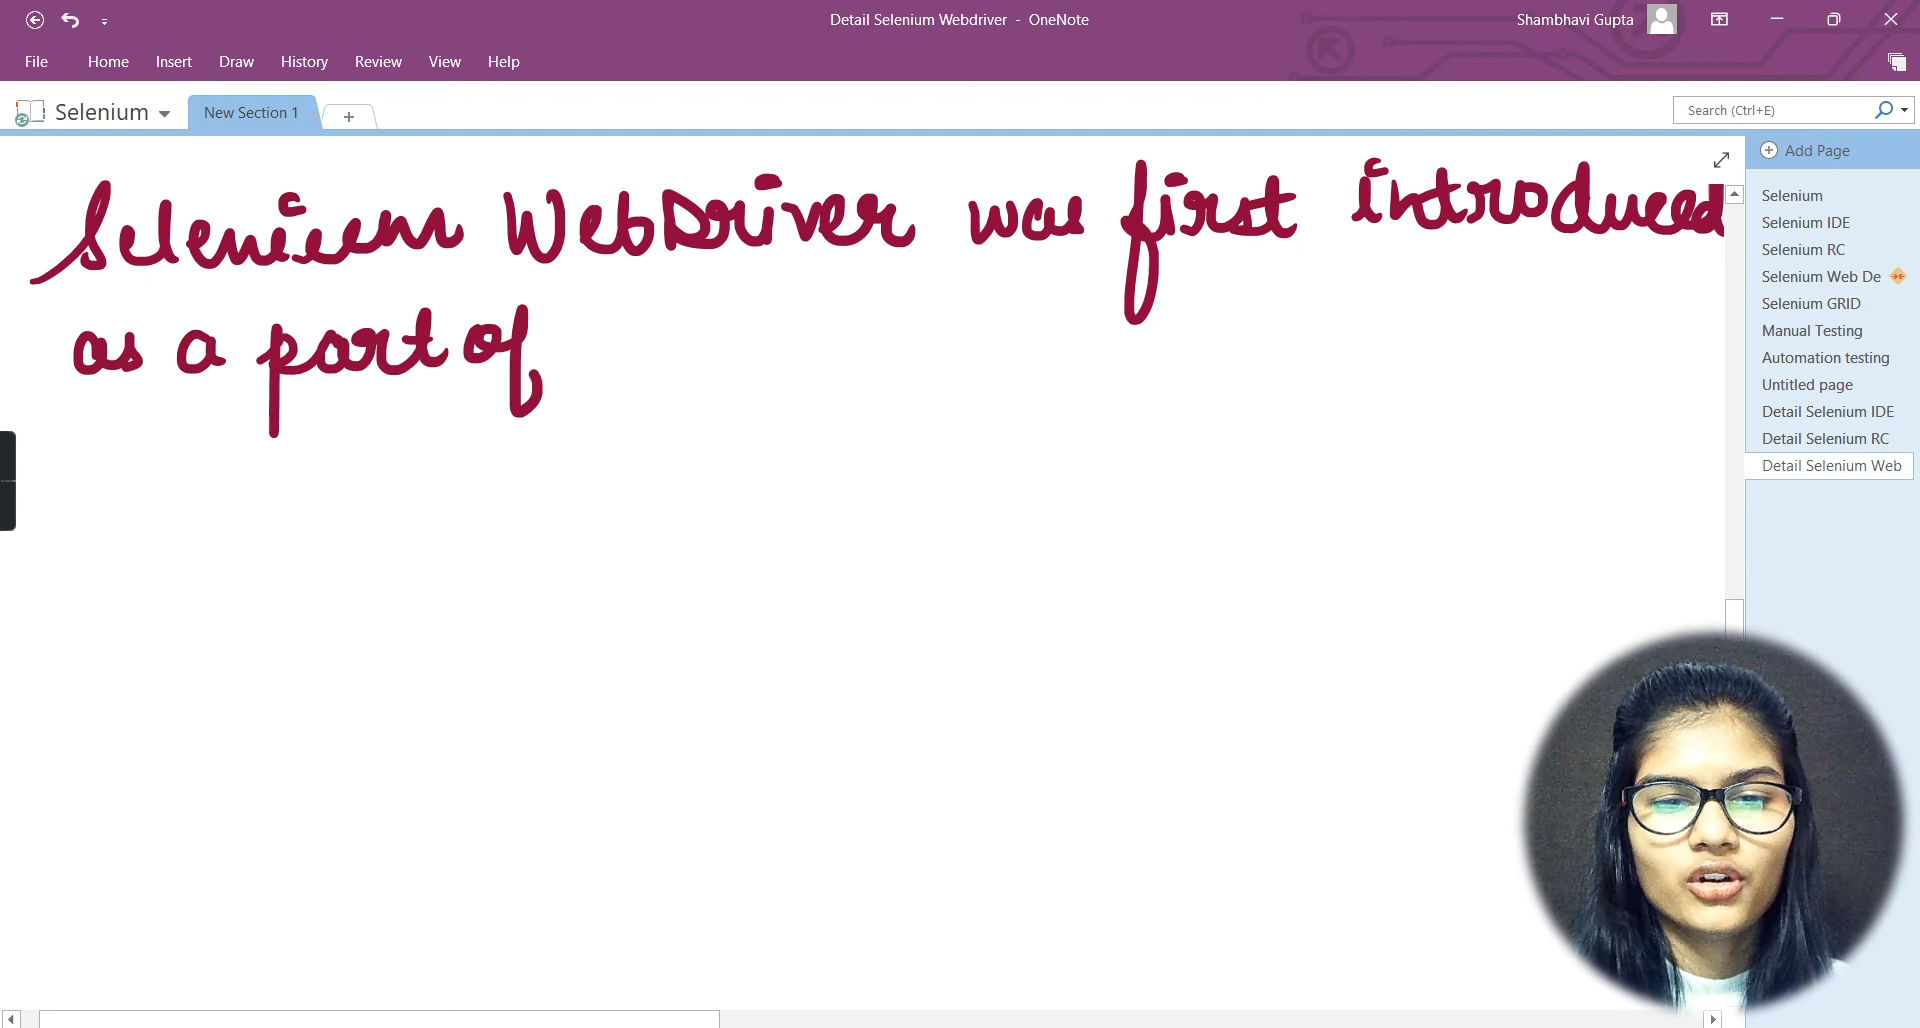 Detail Selenium Webdriver - OneNote
Shambhavi Gupta
File Home Insert Draw History Review View Help
Selenium
New Section 1
+
Search (Ctrl+E)
Add Page
Selenium WebDriver was first introduced
as a part of
Selenium
Selenium IDE
Selenium RC
Selenium Web De
Selenium GRID
Manual Testing
Automation testing
Untitled page
Detail Selenium IDE
Detail Selenium RC
Detail Selenium Web